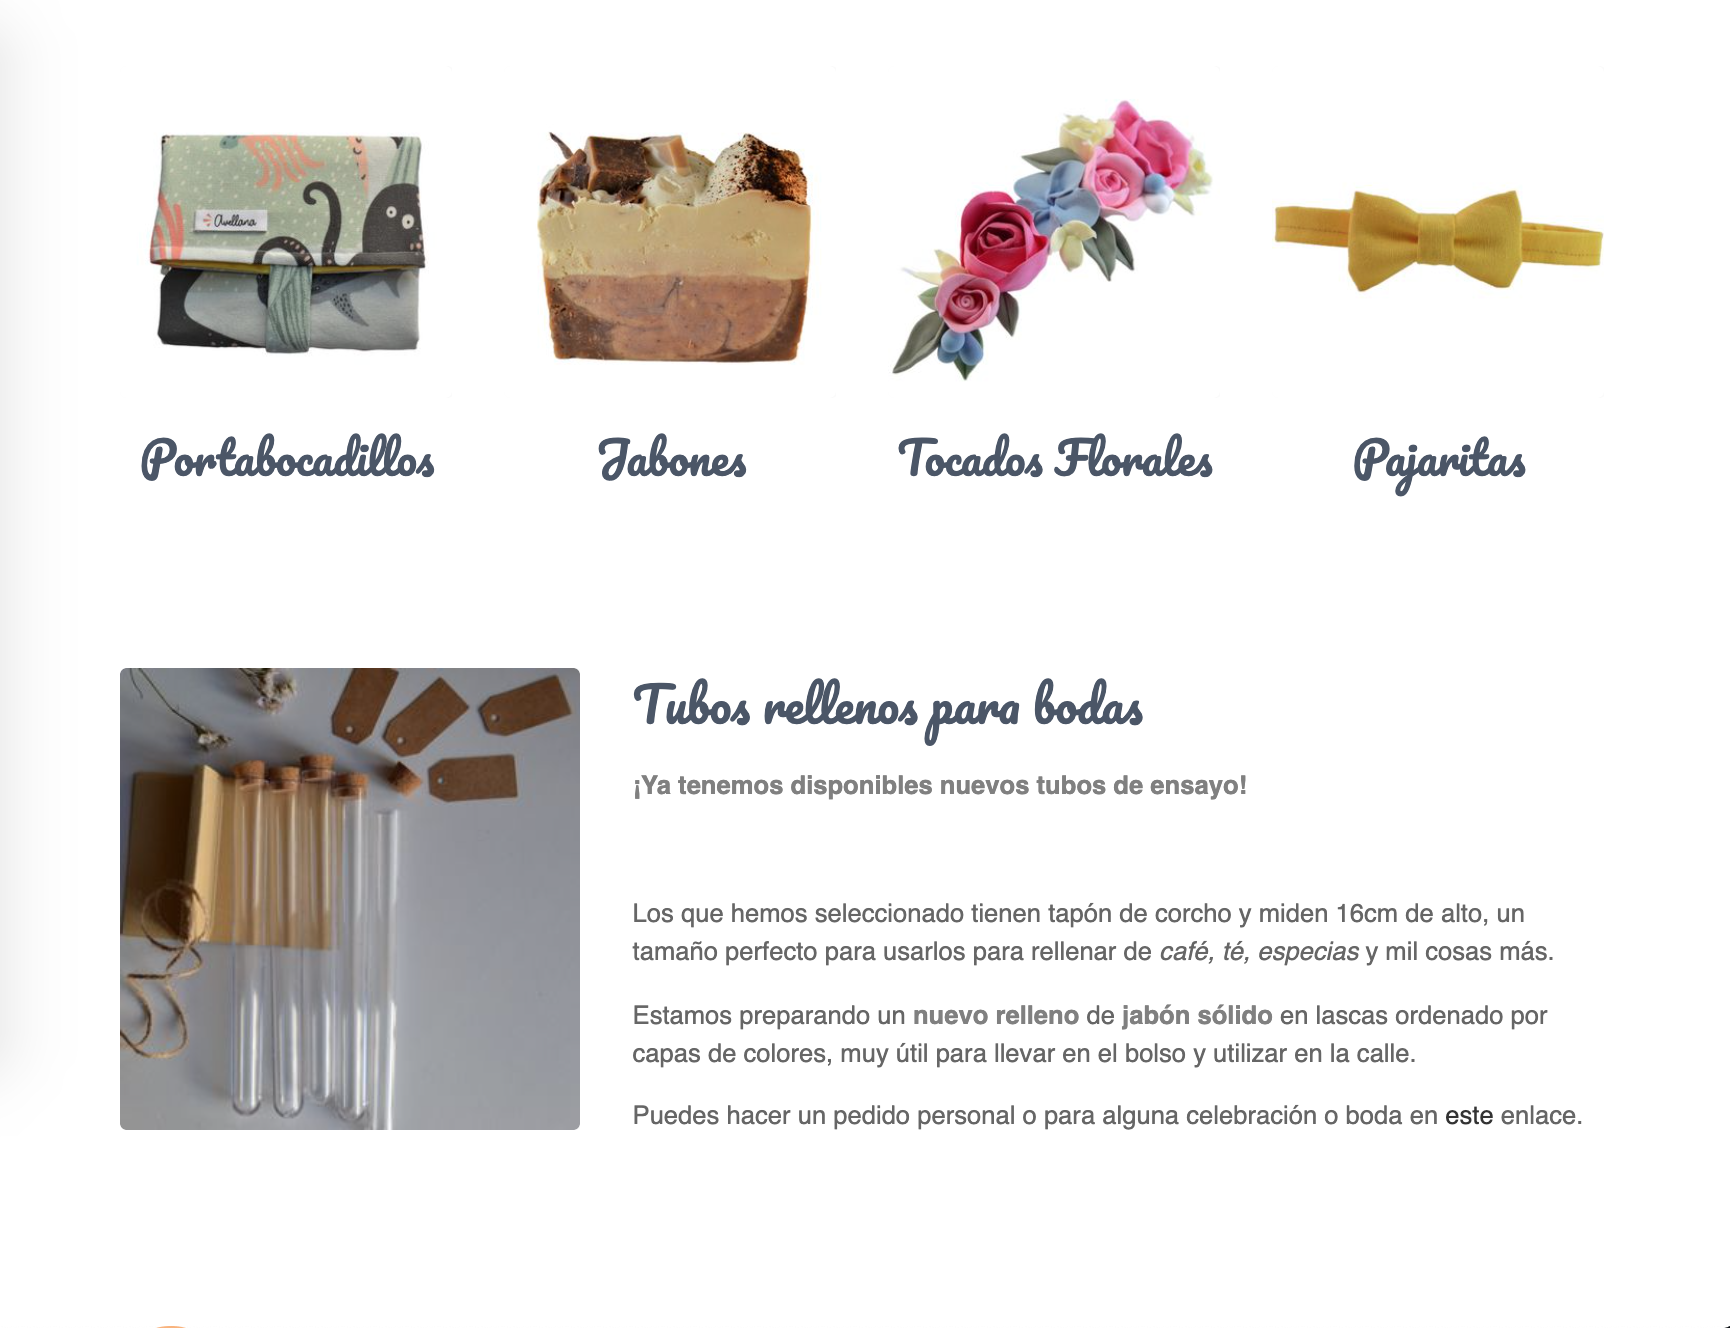 Avellana
Portabocadillos
Jabones
Tocados Florales
Pajaritas
Tubos rellenos para bodas
¡Ya tenemos disponibles nuevos tubos de ensayo!
Los que hemos seleccionado tienen tapón de corcho y miden 16cm de alto, un
tamaño perfecto para usarlos para rellenar de café, té, especias y mil cosas más.
Estamos preparando un nuevo relleno de jabón sólido en lascas ordenado por
capas de colores, muy útil para llevar en el bolso y utilizar en la calle.
Puedes hacer un pedido personal o para alguna celebración o boda en este enlace.